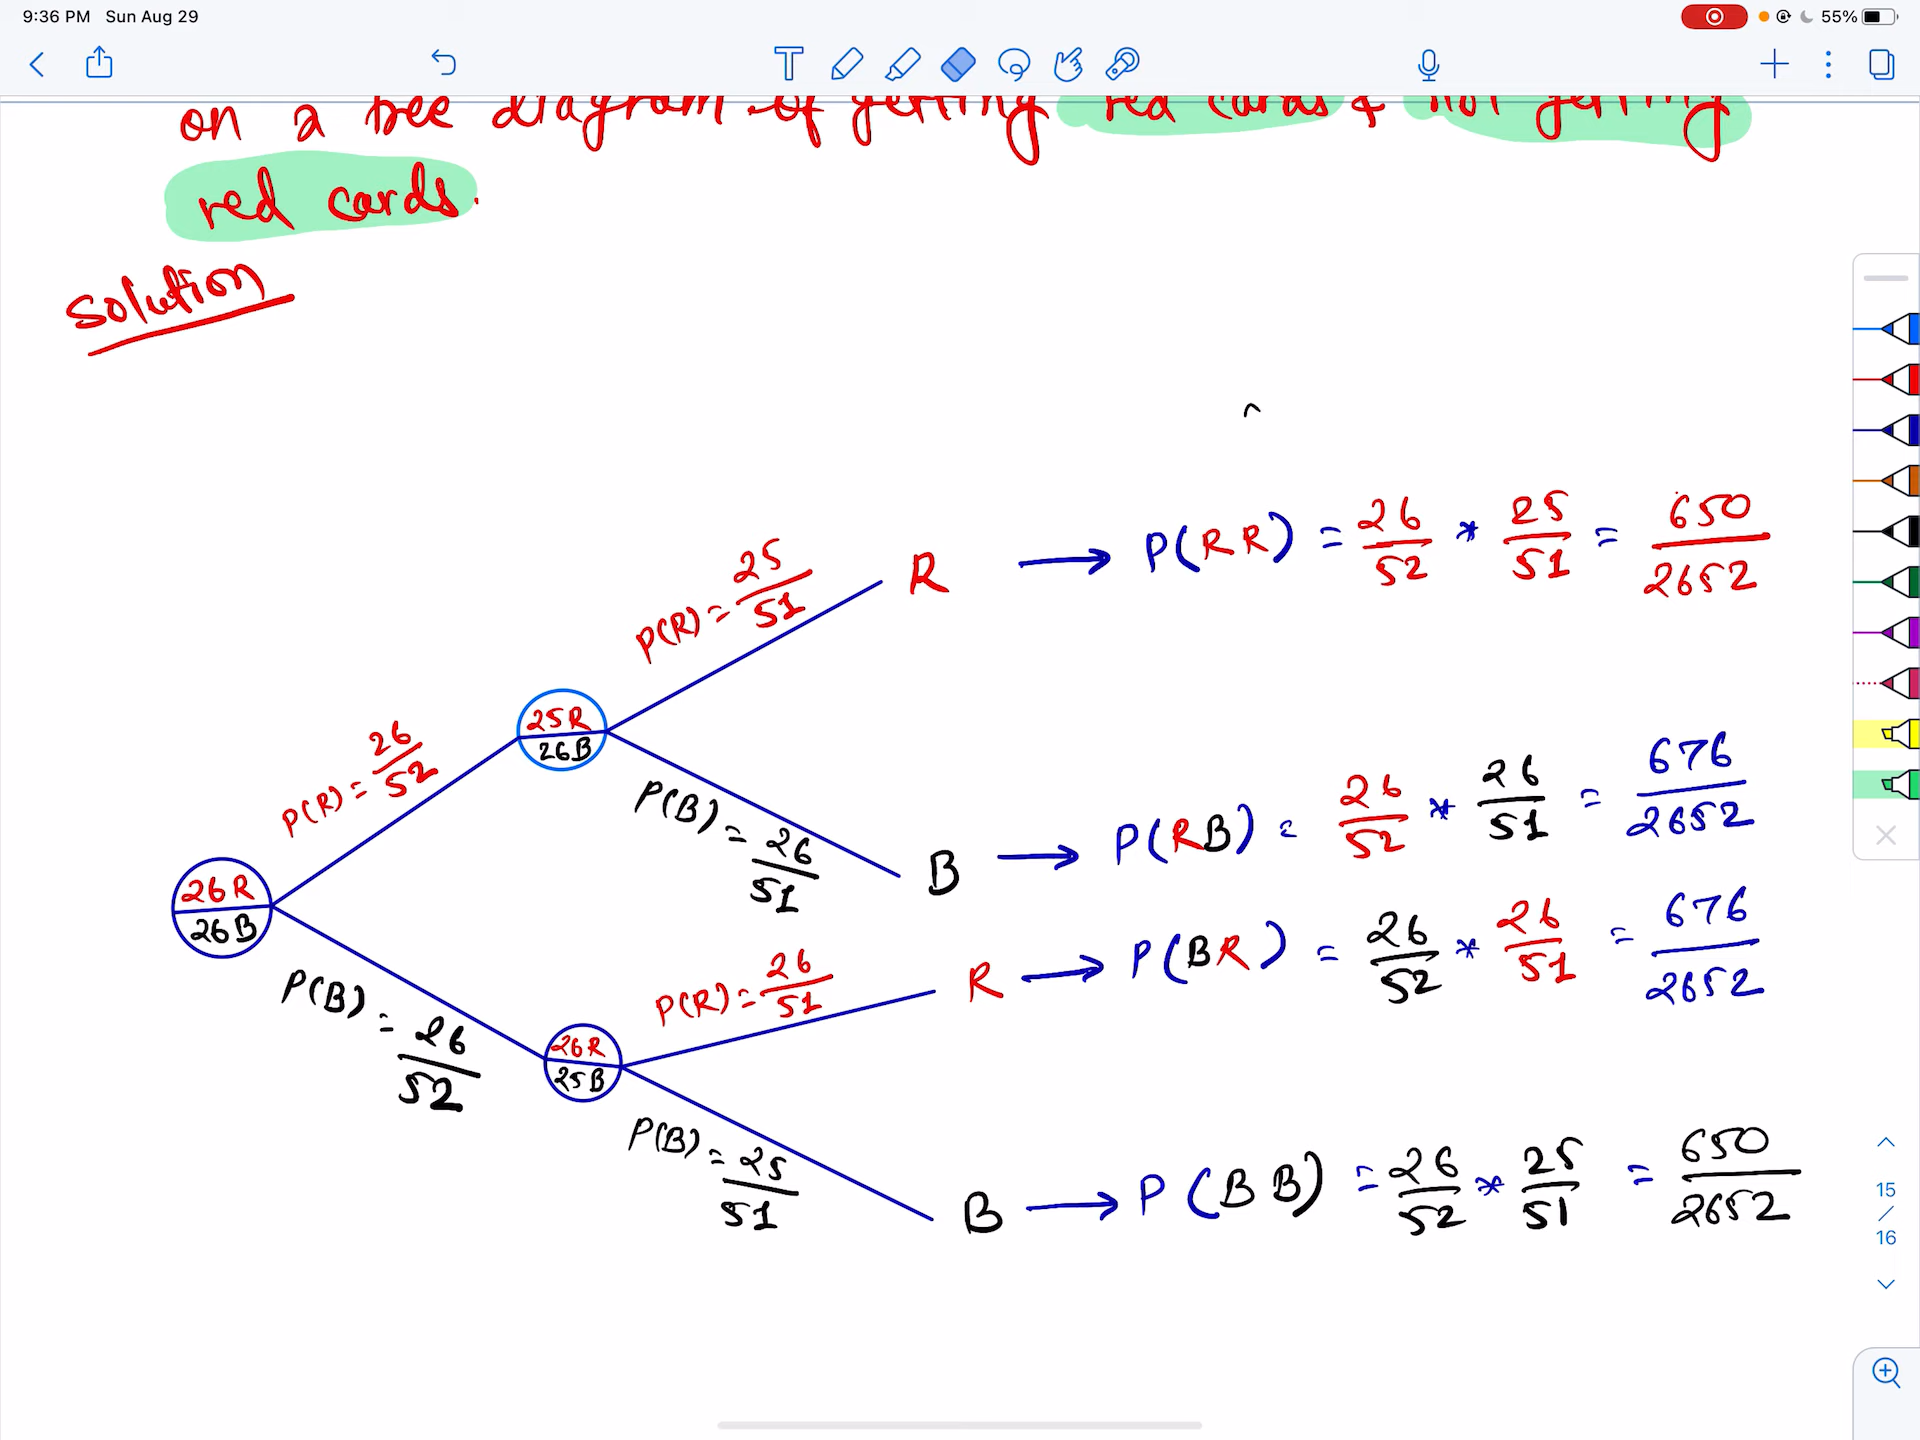 9:36 PM Sun Aug 29
55%
T
on a tree diagram of getting red cards & not getting
red cards.
Solution
P(R) = 25/51
R → P(RR) = 26/52 * 25/51 = 650/2652
P(R) = 26/52
25R
26B
P(B) = 26/51
B → P(RB) = 26/52 * 26/51 = 676/2652
26R
26B
P(R) = 26/51
R → P(BR) = 26/52 * 26/51 = 676/2652
P(B) = 26/52
26R
25B
P(B) = 25/51
B → P(BB) = 26/52 * 25/51 = 650/2652
15
/
16